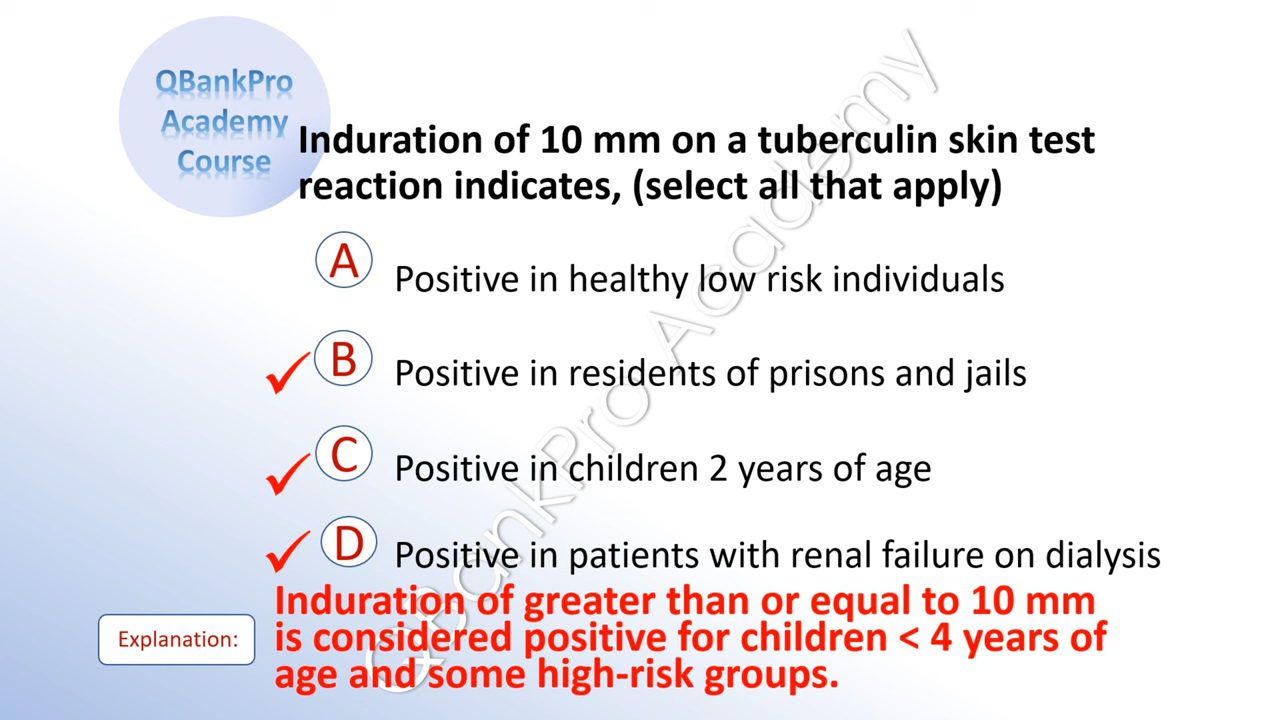 QBankPro
Academy
Course
Induration of 10 mm on a tuberculin skin test
reaction indicates, (select all that apply)
A Positive in healthy low risk individuals
B Positive in residents of prisons and jails
C Positive in children 2 years of age
D Positive in patients with renal failure on dialysis
Explanation:
Induration of greater than or equal to 10 mm
is considered positive for children < 4 years of
age and some high-risk groups.
QBankPro Academy